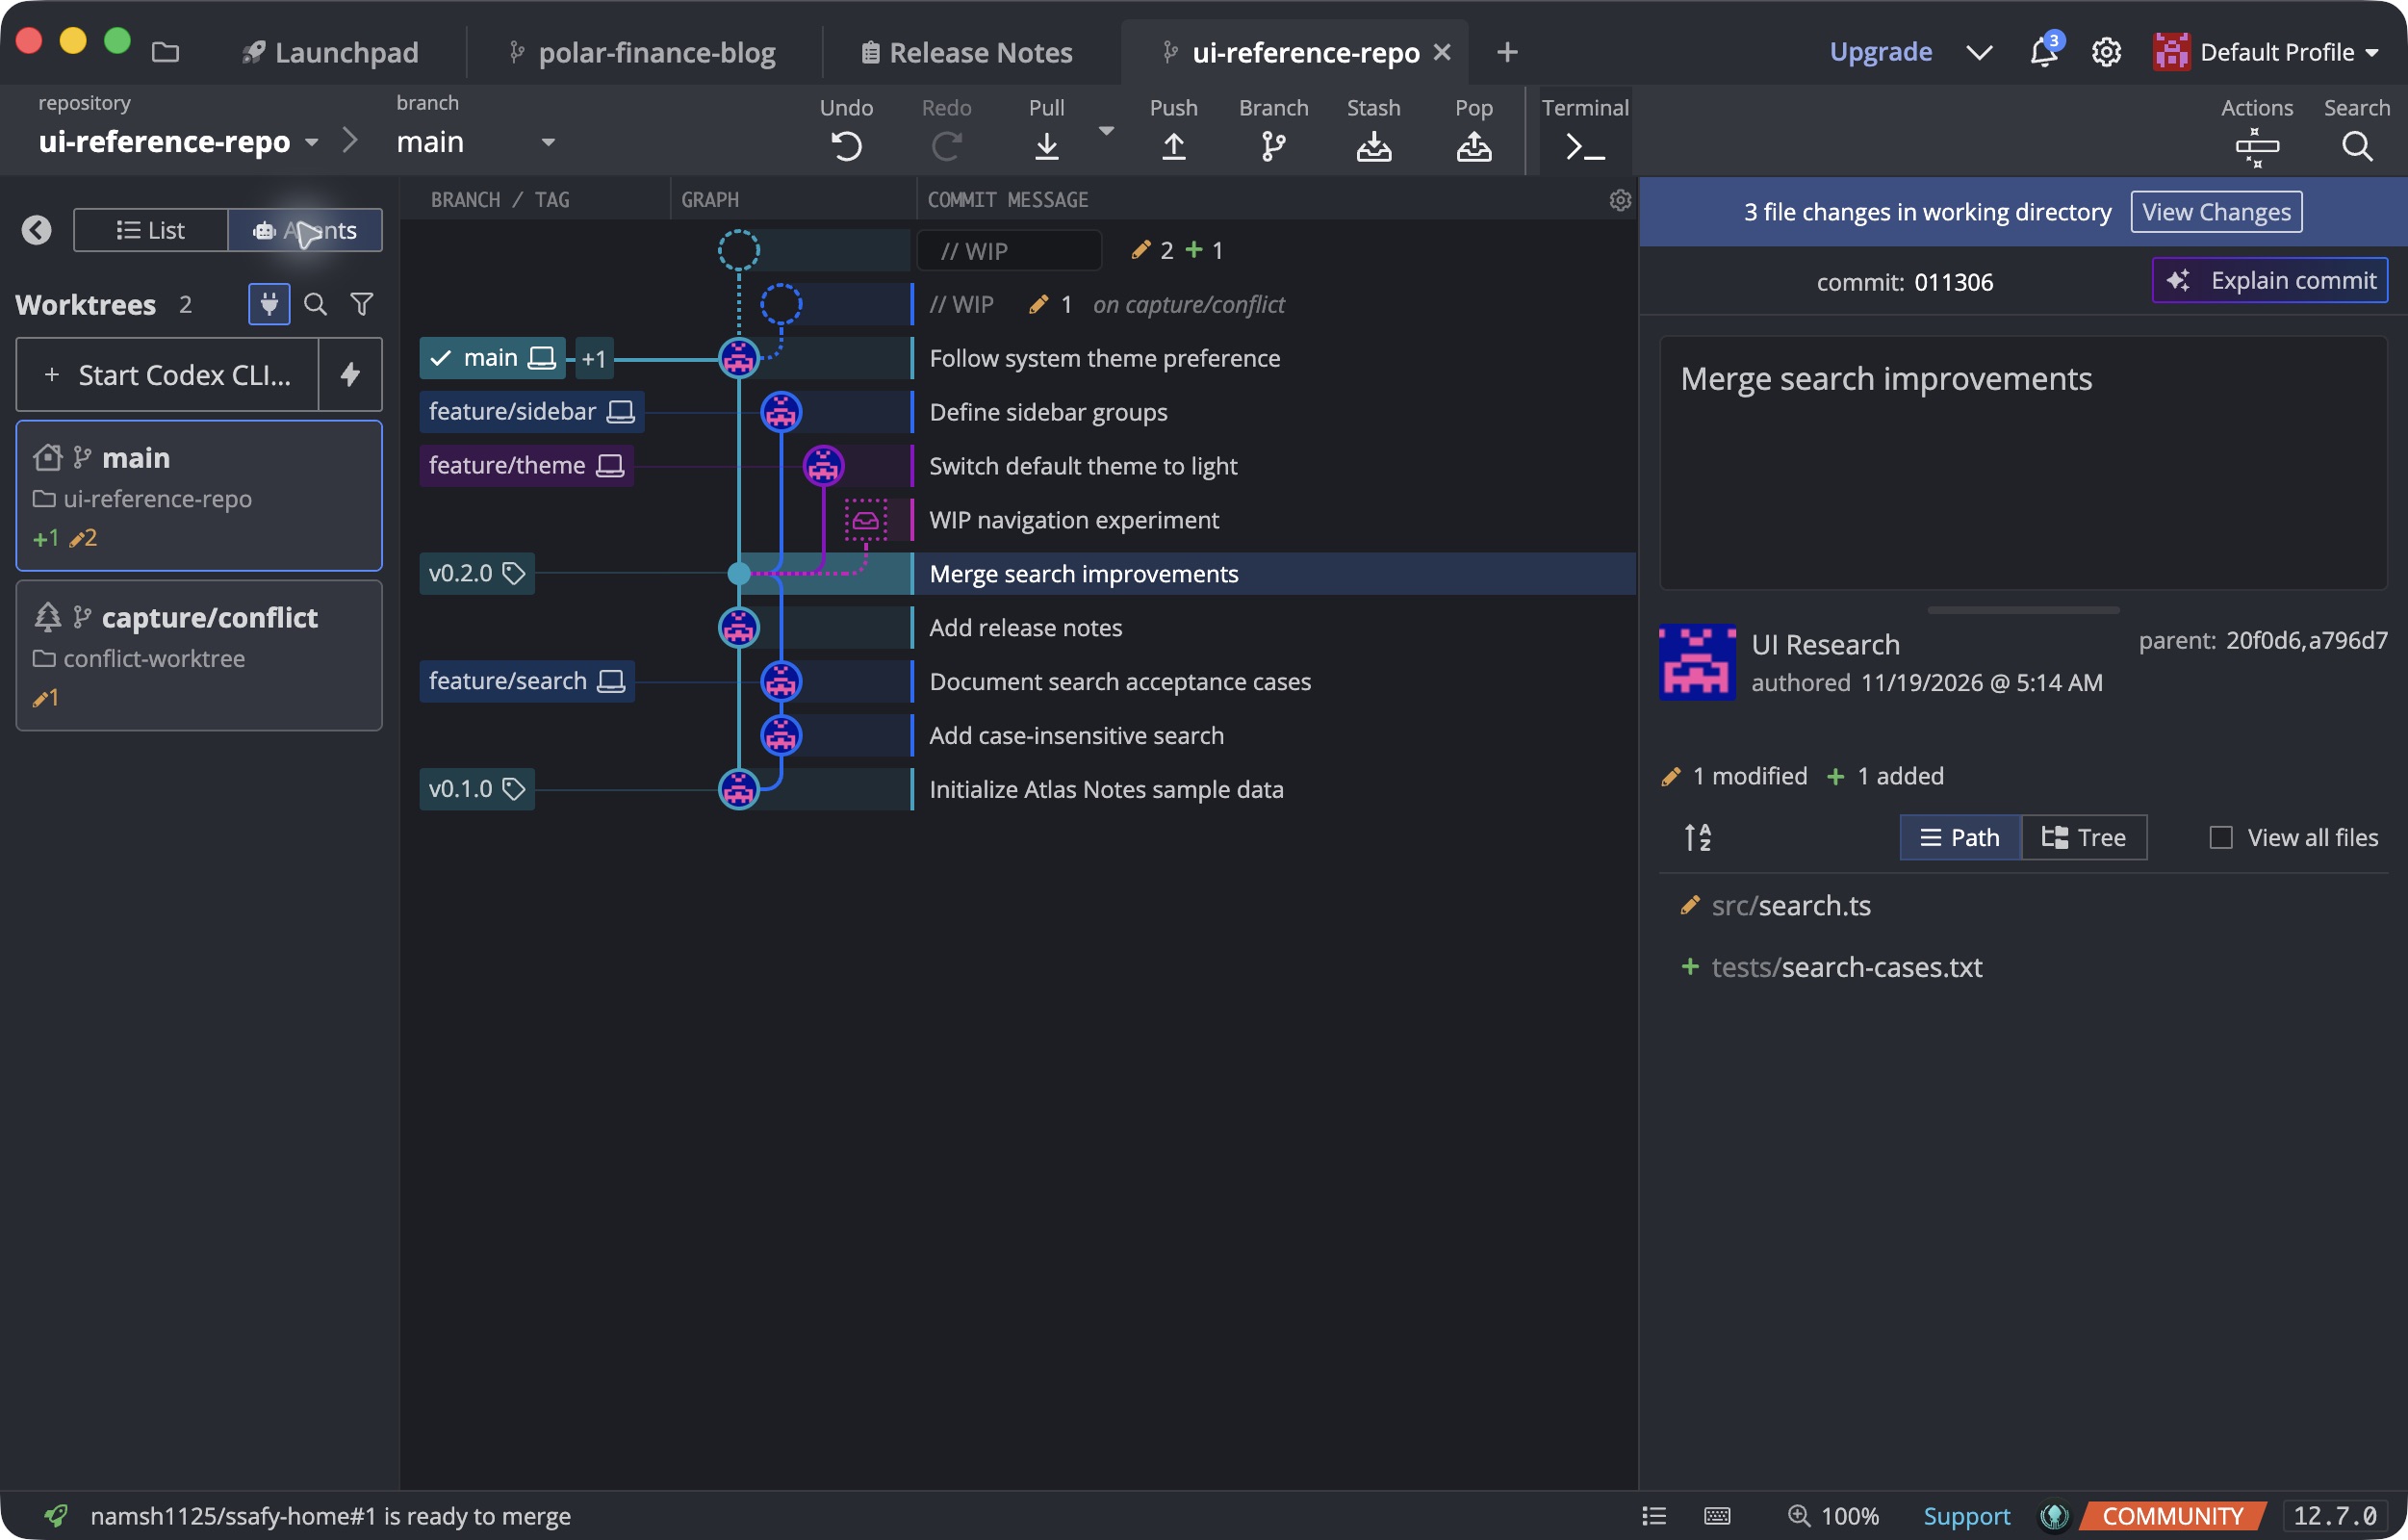 Launchpad
polar-finance-blog
Release Notes
ui-reference-repo
Upgrade
3
Default Profile
repository
ui-reference-repo
branch
main
Undo
Redo
Pull
Push
Branch
Stash
Pop
Terminal
Actions
Search
List
Worktrees 2
Start Codex CLI...
main
ui-reference-repo
+1 2
capture/conflict
conflict-worktree
1
BRANCH / TAG
GRAPH
COMMIT MESSAGE
// WIP 2 + 1
// WIP 1 on capture/conflict
main +1 Follow system theme preference
feature/sidebar Define sidebar groups
feature/theme Switch default theme to light
WIP navigation experiment
v0.2.0 Merge search improvements
Add release notes
feature/search Document search acceptance cases
Add case-insensitive search
v0.1.0 Initialize Atlas Notes sample data
3 file changes in working directory
View Changes
commit: 011306
Explain commit
Merge search improvements
UI Research
authored 11/19/2026 @ 5:14 AM
parent: 20f0d6,a796d7
1 modified + 1 added
A
Z
Path
Tree
View all files
src/search.ts
+ tests/search-cases.txt
namsh1125/ssafy-home#1 is ready to merge
100%
Support
COMMUNITY
12.7.0